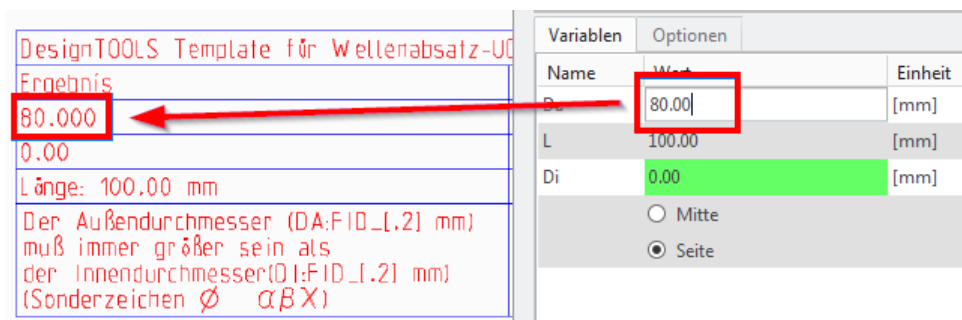 DesignTOOLS Template für Wellenabsatz-UD
Ergebnis
80.000
0.00
Länge: 100.00 mm
Der Außendurchmesser (DA:FID_[.2] mm)
muß immer größer sein als
der Innendurchmesser(DI:FID_[.2] mm)
(Sonderzeichen Ø αβχ)
Variablen Optionen
Name Wert Einheit
80.00 [mm]
L 100.00 [mm]
Di 0.00 [mm]
Mitte
Seite